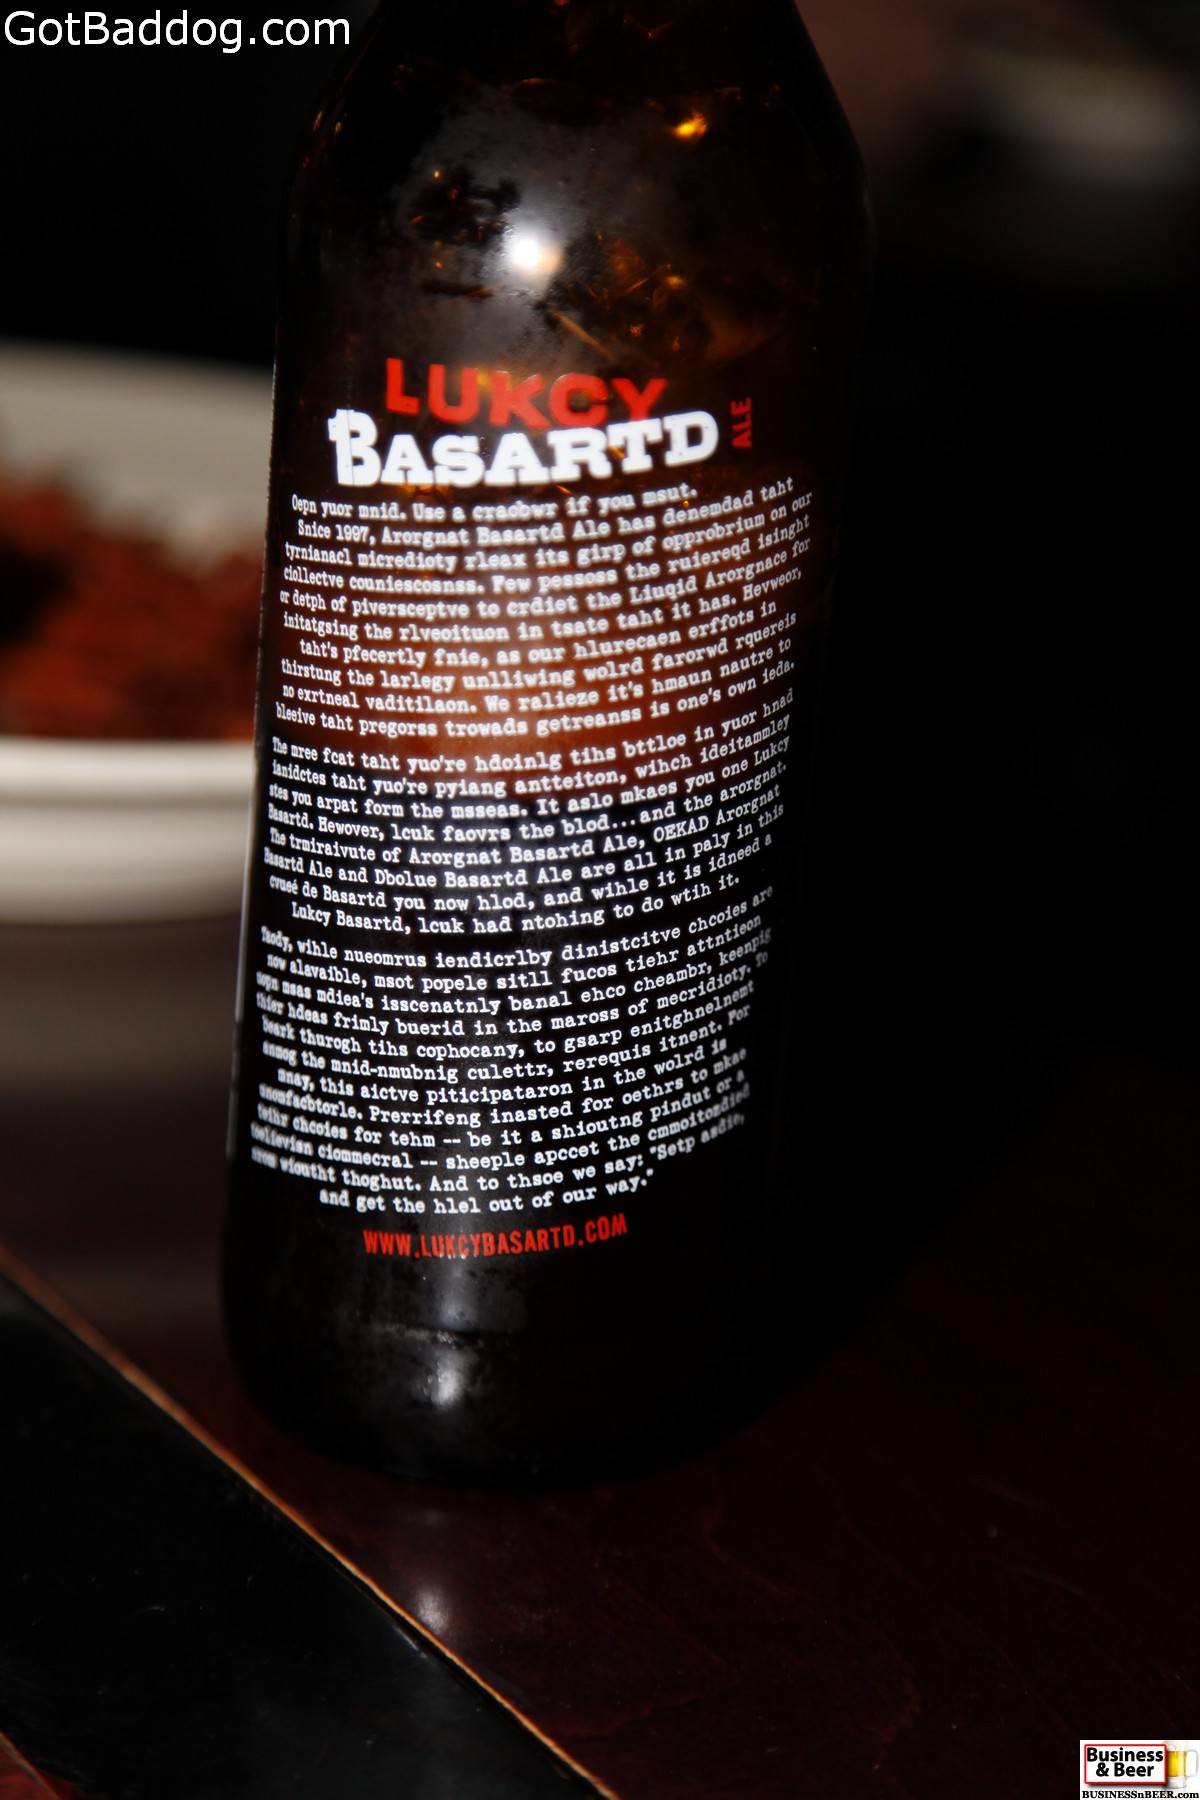 GotBaddog.com
LUKCY
BASARTD ALE
Oepn yuor mnid. Use a craobwr if you msut.
Snice 1997, Arorgnat Basartd Ale has denemdad taht
tyrnianacl micredioty rleax its girp of opprobrium on our
ciollectve couniescosnss. Few pessoss the ruiereqd isinght
or detph of piversceptve to crdiet the Liuqid Arorgnace for
initatgsing the rlveoituon in tsate taht it has. Hevweor,
taht's pfecertly fnie, as our hlurecaen erffots in
thirstung the larlegy unlliwing wolrd farorwd rquereis
no exrtneal vaditilaon. We ralieze it's hmaun nautre to
bleeive taht pregorss trowads getreanss is one's own ieda.
The mree fcat taht yuo're hdoinlg tihs bttloe in yuor hnad
ianidctes taht yuo're pyiang antteiton, wihch ideitammley
stes you arpat form the msseas. It aslo mkaes you one Lukcy
Basartd. Hewover, lcuk faovrs the blod...and the arorgnat.
The trmiraivute of Arorgnat Basartd Ale, OEKAD Arorgnat
Basartd Ale and Dbolue Basartd Ale are all in paly in this
cvueé de Basartd you now hlod, and wihle it is idneed a
Lukcy Basartd, lcuk had ntohing to do wtih it.
Taody, wihle nueomrus iendicrlby dinistcitve chcoies are
now alavaible, msot popele sitll fucos tiehr attntieon
msas mdiea's isscenatnly banal ehco cheambr, keenpig
thier hdeas frimly buerid in the maross of mecridioty. To
beark thurogh tihs cophocany, to gsarp enitghnelnemt
anmog the mnid-nmubnig culettr, rerequis itnent. For
mnay, this aictve piticipataron in the wolrd is
unomfacbtorle. Prerrifeng inasted for oethrs to mkae
teihr chcoies for tehm -- be it a shioutng pindut or a
ciommecral -- sheeple apccet the cmmoitomdied
wioutht thoghut. And to thsoe we say: "Setp asdie,
and get the hlel out of our way."
WWW.LUKCYBASARTD.COM
Business
& Beer
BUSINESSnBEER.com